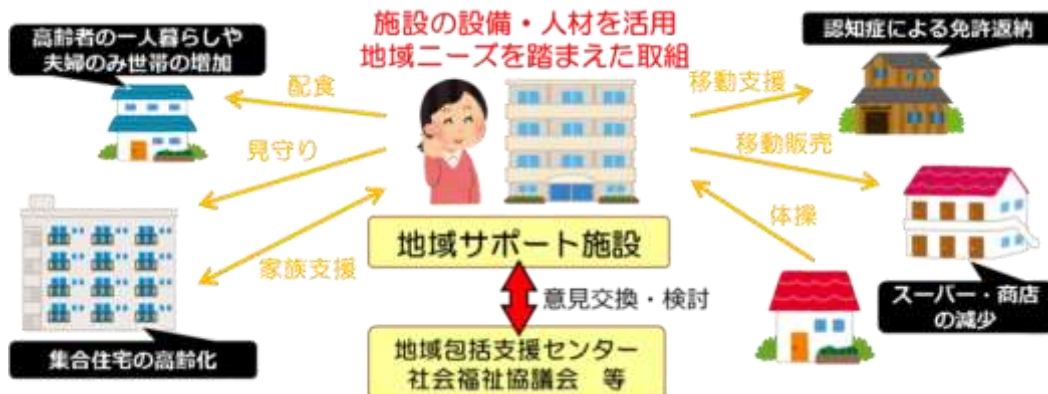 施設の設備・人材を活用
地域ニーズを踏まえた取組
高齢者の一人暮らしや
夫婦のみ世帯の増加
認知症による免許返納
配食
移動支援
見守り
移動販売
体操
家族支援
地域サポート施設
意見交換・検討
スーパー・商店
の減少
集合住宅の高齢化
地域包括支援センター
社会福祉協議会 等